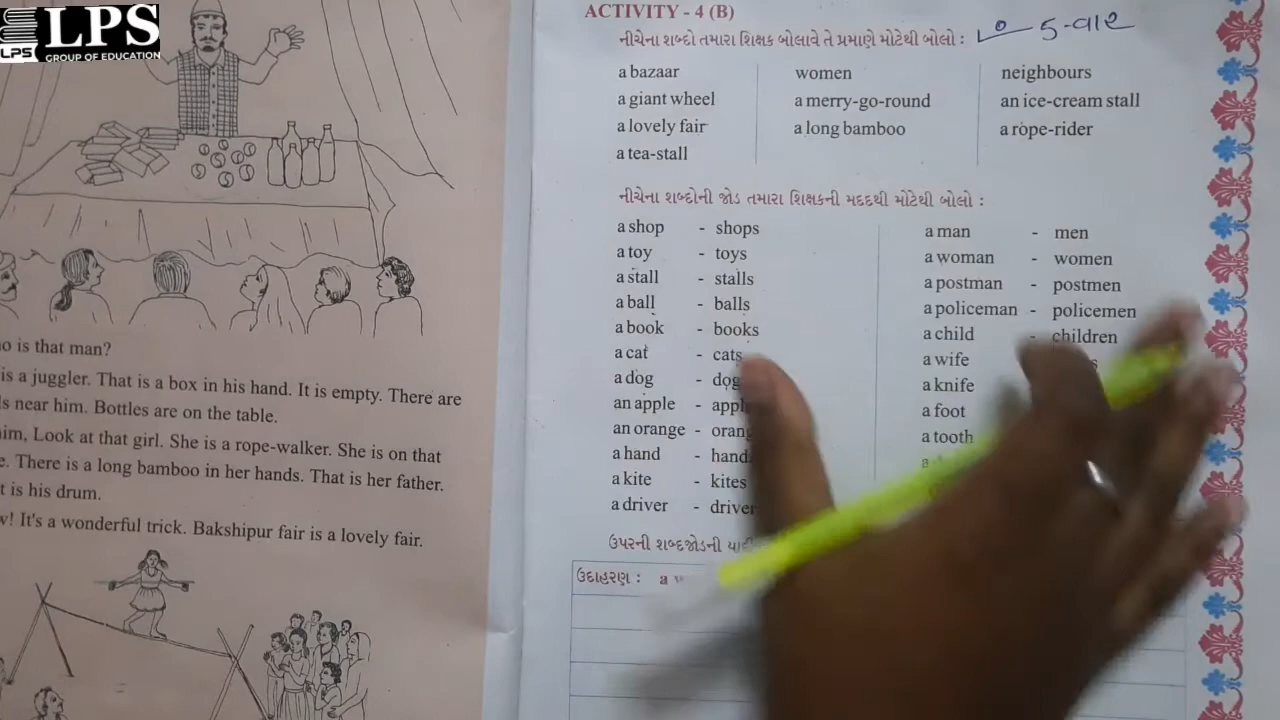 LPS
LPS
GROUP OF EDUCATION
is that man?
is a juggler. That is a box in his hand. It is empty. There are
near him. Bottles are on the table.
Look at that girl. She is a rope-walker. She is on that
There is a long bamboo in her hands. That is her father.
is his drum.
It's a wonderful trick. Bakshipur fair is a lovely fair.
ACTIVITY - 4 (B)
નીચેના શબ્દો તમારા શિક્ષક બોલાવે તે પ્રમાણે મોટેથી બોલો :
૬-વાર
a bazaar women neighbours
a giant wheel a merry-go-round an ice-cream stall
a lovely fair a long bamboo a rope-rider
a tea-stall
નીચેના શબ્દોની જોડ તમારા શિક્ષકની મદદથી મોટેથી બોલો :
a shop - shops
a toy - toys
a stall - stalls
a ball - balls
a book - books
a cat - cats
a dog -
an apple -
an orange -
a hand -
a kite - kites
a driver -
a man - men
a woman - women
a postman - postmen
a policeman - policemen
a child - children
a wife
a knife
a foot
a tooth
ઉપરની શબ્દજોડની
ઉદાહરણ : a